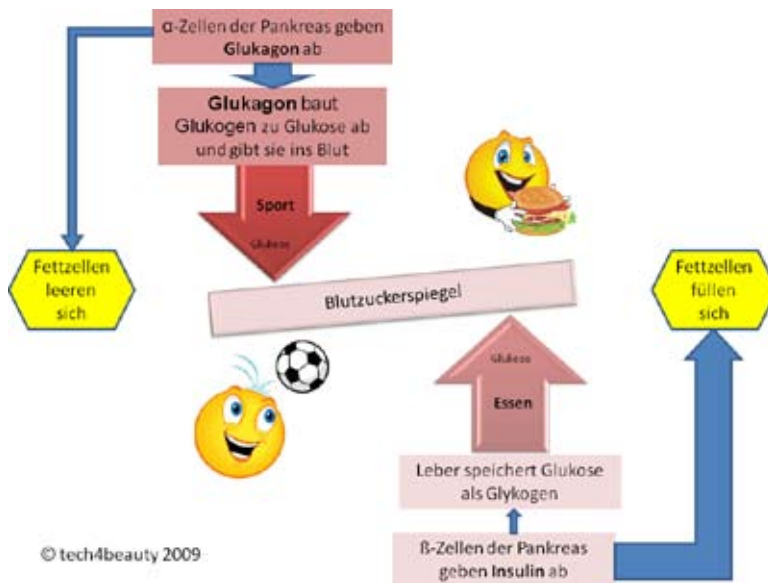 α-Zellen der Pankreas geben
Glukagon ab
Glukagon baut
Glukogen zu Glukose ab
und gibt sie ins Blut
Sport
Glukose
Fettzellen
leeren
sich
Blutzuckerspiegel
Fettzellen
füllen
sich
Glukose
Essen
Leber speichert Glukose
als Glykogen
ß-Zellen der Pankreas
geben Insulin ab
© tech4beauty 2009